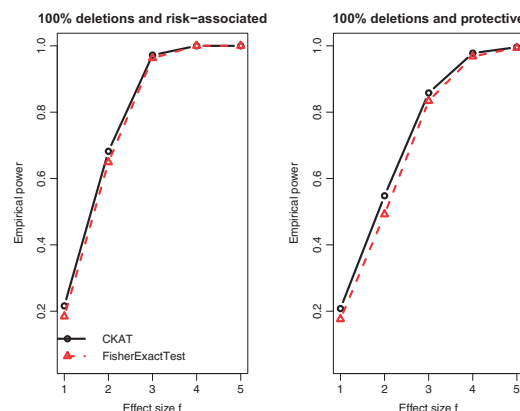 100% deletions and risk−associated
100% deletions and protective
Empirical power
1.0
0.8
0.6
0.4
0.2
CKAT
FisherExactTest
1 2 3 4 5
Effect size f
Empirical power
1.0
0.8
0.6
0.4
0.2
1 2 3 4 5
Effect size f